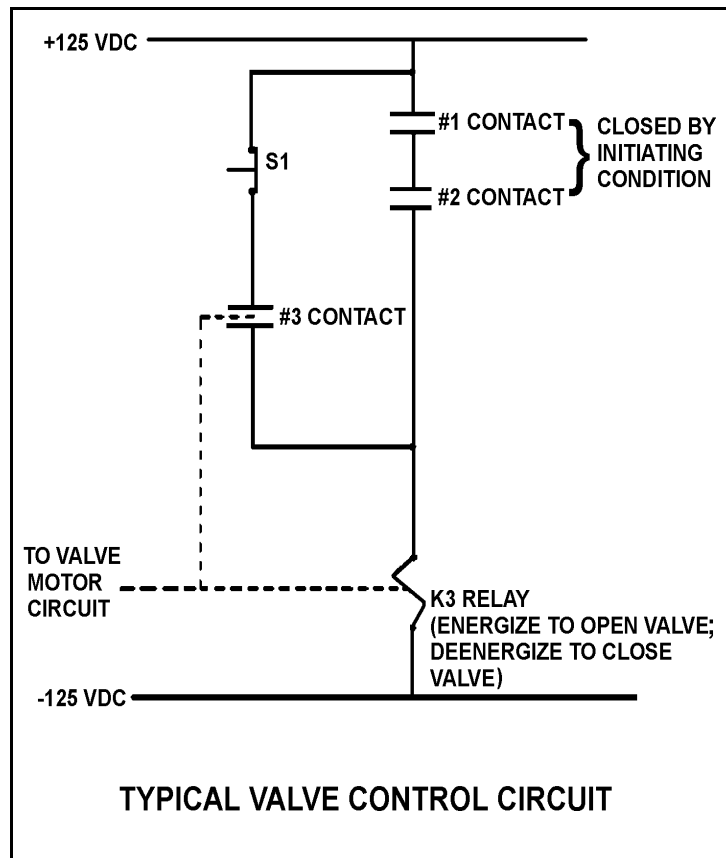 +125 VDC
#1 CONTACT
CLOSED BY
INITIATING
CONDITION
S1
#2 CONTACT
#3 CONTACT
TO VALVE
MOTOR
CIRCUIT
K3 RELAY
(ENERGIZE TO OPEN VALVE;
DEENERGIZE TO CLOSE
VALVE)
-125 VDC
TYPICAL VALVE CONTROL CIRCUIT